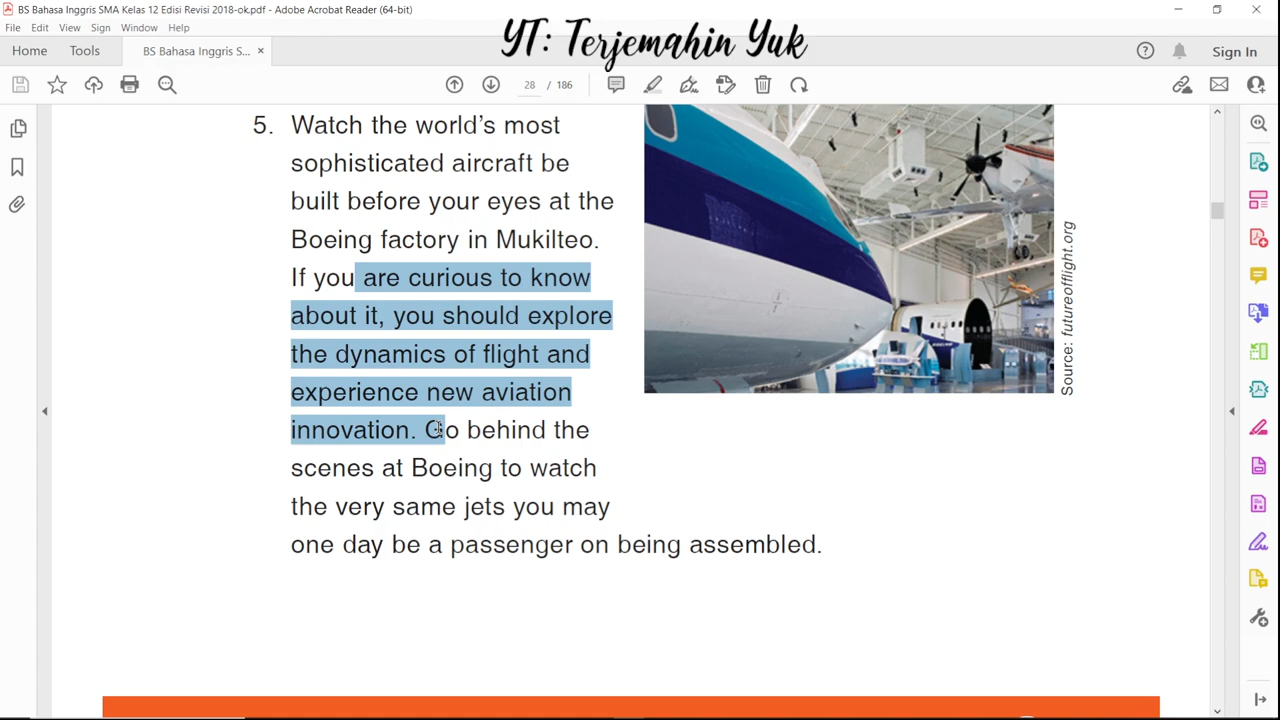 BS Bahasa Inggris SMA Kelas 12 Edisi Revisi 2018-ok.pdf - Adobe Acrobat Reader (64-bit)
File Edit View Sign Window Help
YT: Terjemahin Yuk
Home Tools BS Bahasa Inggris S... × Sign In
28 / 186
5. Watch the world's most
sophisticated aircraft be
built before your eyes at the
Boeing factory in Mukilteo.
If you are curious to know
about it, you should explore
the dynamics of flight and
experience new aviation
innovation. Go behind the
scenes at Boeing to watch
the very same jets you may
one day be a passenger on being assembled.
Source: futureofflight.org